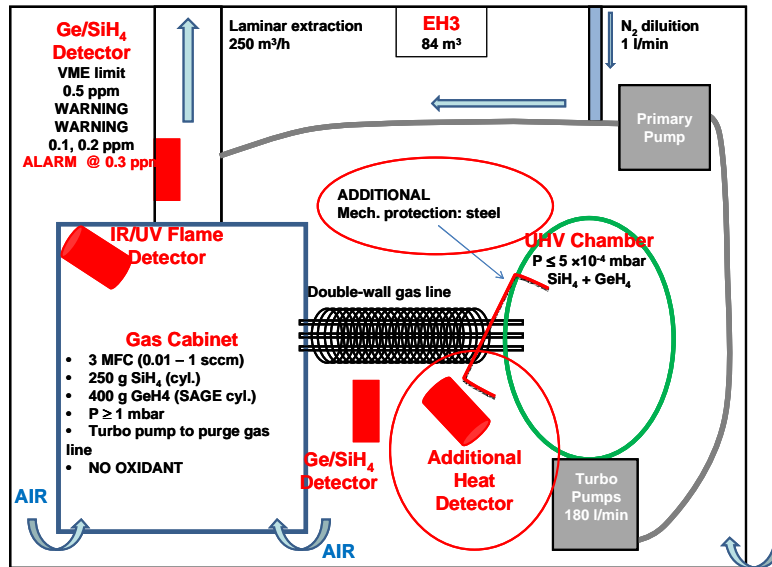 Ge/SiH₄
Detector
VME limit
0.5 ppm
WARNING
WARNING
0.1, 0.2 ppm
ALARM @ 0.3 ppm
Laminar extraction
250 m³/h
EH3
84 m³
N₂ dilution
1 l/min
Primary
Pump
ADDITIONAL
Mech. protection: steel
IR/UV Flame
Detector
UHV Chamber
P ≤ 5 ×10⁻⁴ mbar
SiH₄ + GeH₄
Double-wall gas line
Gas Cabinet
• 3 MFC (0.01 – 1 sccm)
• 250 g SiH₄ (cyl.)
• 400 g GeH4 (SAGE cyl.)
• P ≥ 1 mbar
• Turbo pump to purge gas
line
• NO OXIDANT
Ge/SiH₄
Detector
Additional
Heat
Detector
Turbo
Pumps
180 l/min
AIR
AIR